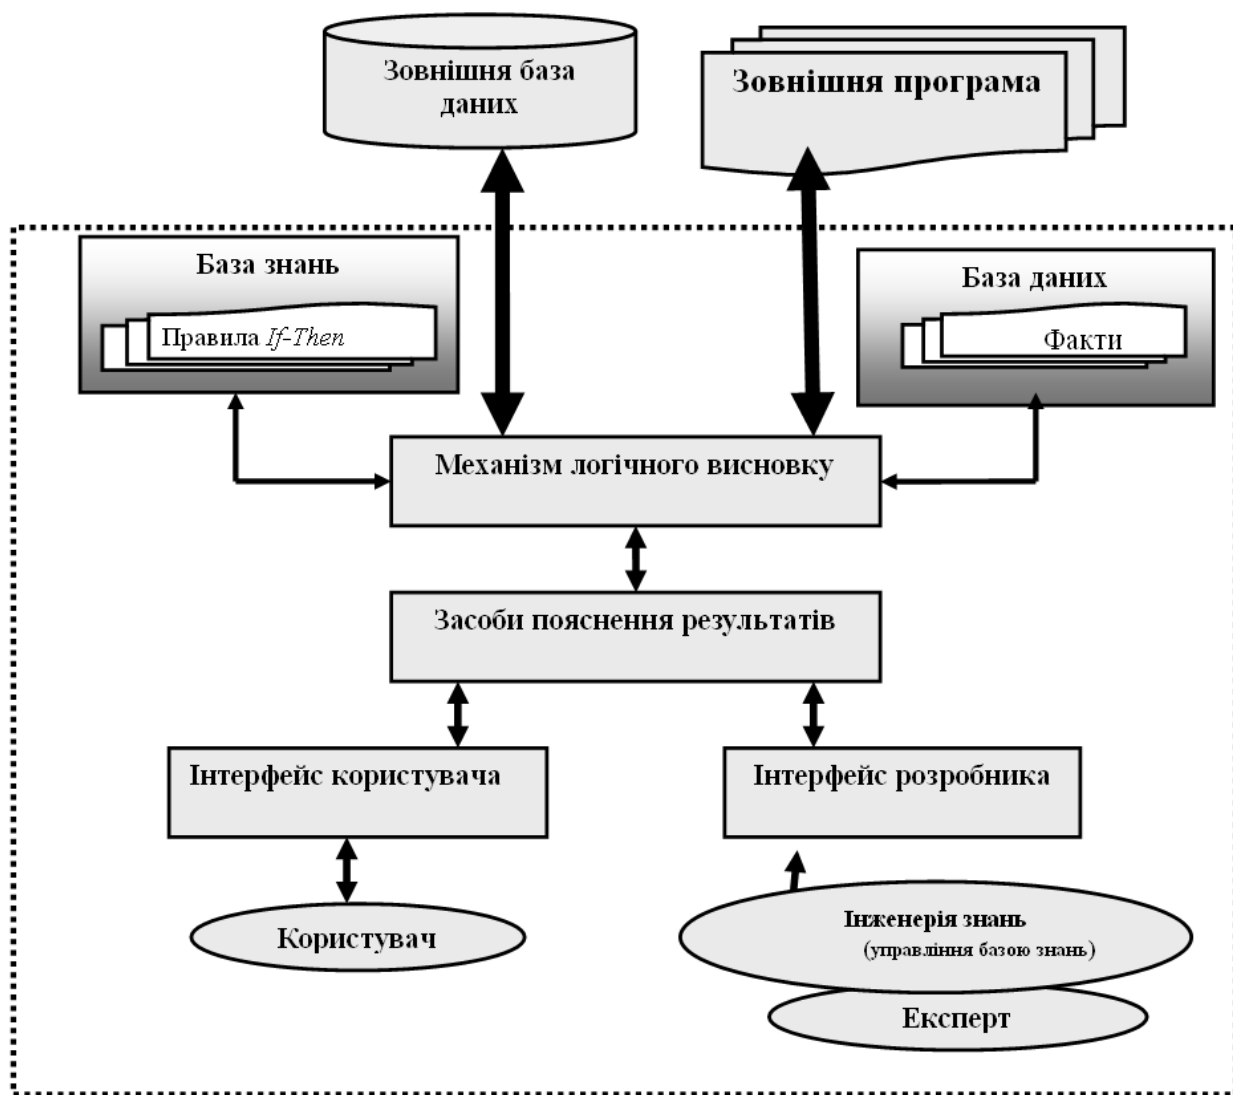 Зовнішня база
даних
Зовнішня програма
База знань
Правила If-Then
База даних
Факти
Механізм логічного висновку
Засоби пояснення результатів
Інтерфейс користувача
Інтерфейс розробника
Користувач
Інженерія знань
(управління базою знань)
Експерт